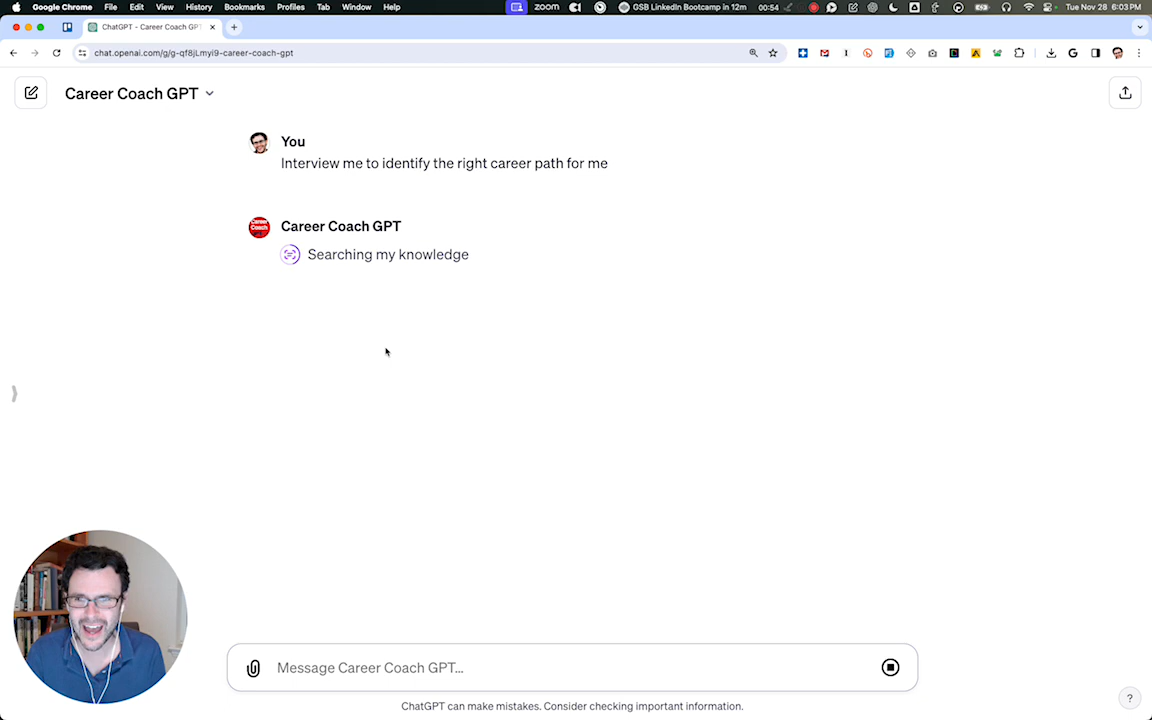 Google Chrome File Edit View History Bookmarks Profiles Tab Window Help zoom GSB LinkedIn Bootcamp in 12m 00:54 Tue Nov 28 6:03 PM
ChatGPT - Career Coach GPT
chat.openai.com/g/g-qf8jLmyi9-career-coach-gpt
Career Coach GPT
You
Interview me to identify the right career path for me
Career Coach
Career Coach GPT
Searching my knowledge
Message Career Coach GPT...
ChatGPT can make mistakes. Consider checking important information.
?